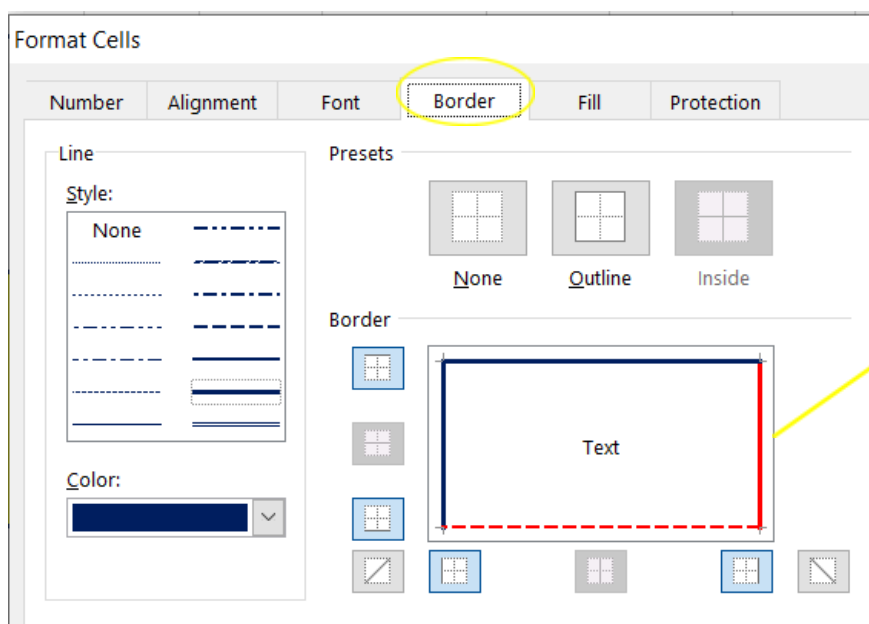 Format Cells
Number Alignment Font Border Fill Protection
Line
Style:
None
Color:
Presets
None Outline Inside
Border
Text